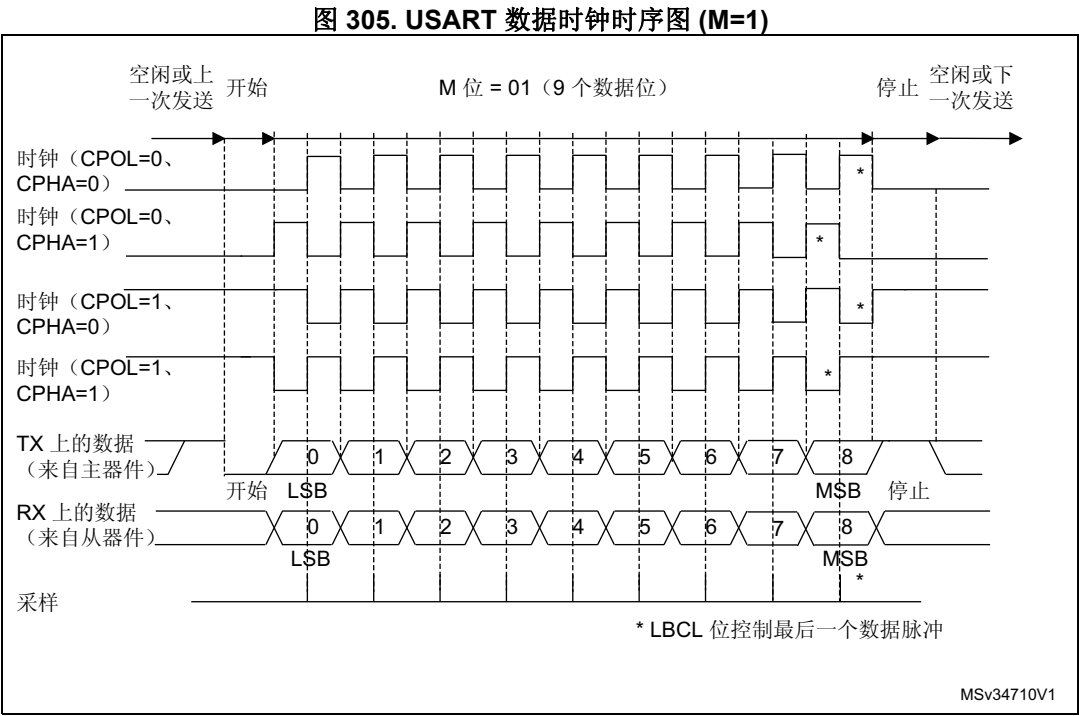 图 305. USART 数据时钟时序图 (M=1)
空闲或上
一次发送
开始
M 位 = 01（9 个数据位）
停止
空闲或下
一次发送
时钟（CPOL=0、
CPHA=0）
*
时钟（CPOL=0、
CPHA=1）
*
时钟（CPOL=1、
CPHA=0）
*
时钟（CPOL=1、
CPHA=1）
*
TX 上的数据
（来自主器件）
0 1 2 3 4 5 6 7 8
开始 LSB MSB 停止
RX 上的数据
（来自从器件）
0 1 2 3 4 5 6 7 8
LSB MSB
*
采样
* LBCL 位控制最后一个数据脉冲
MSv34710V1